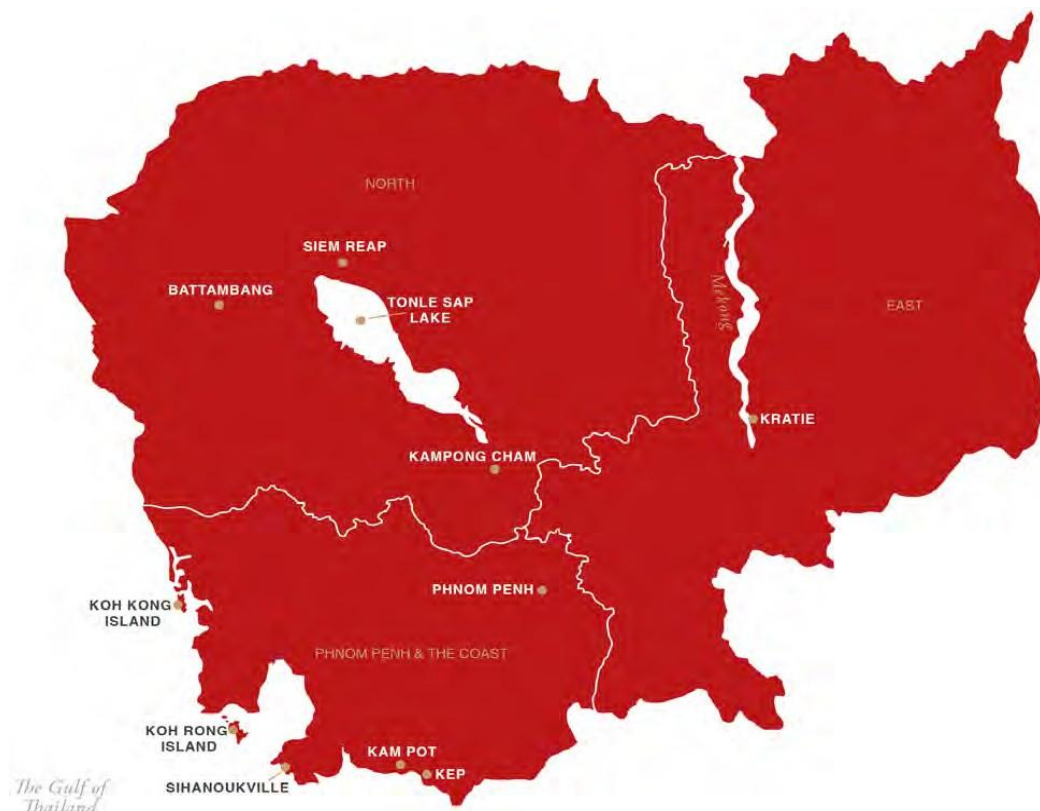 NORTH
SIEM REAP
BATTAMBANG
TONLE SAP
LAKE
Mekong
EAST
KRATIE
KAMPONG CHAM
PHNOM PENH
KOH KONG
ISLAND
PHNOM PENH & THE COAST
KOH RONG
ISLAND
KAM POT
KEP
SIHANOUKVILLE
The Gulf of
Thailand